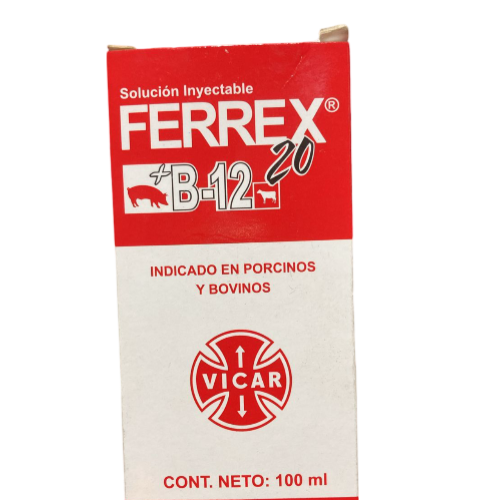 Solución Inyectable
FERREX®
20
+B-12
INDICADO EN PORCINOS
Y BOVINOS
VICAR
CONT. NETO: 100 ml